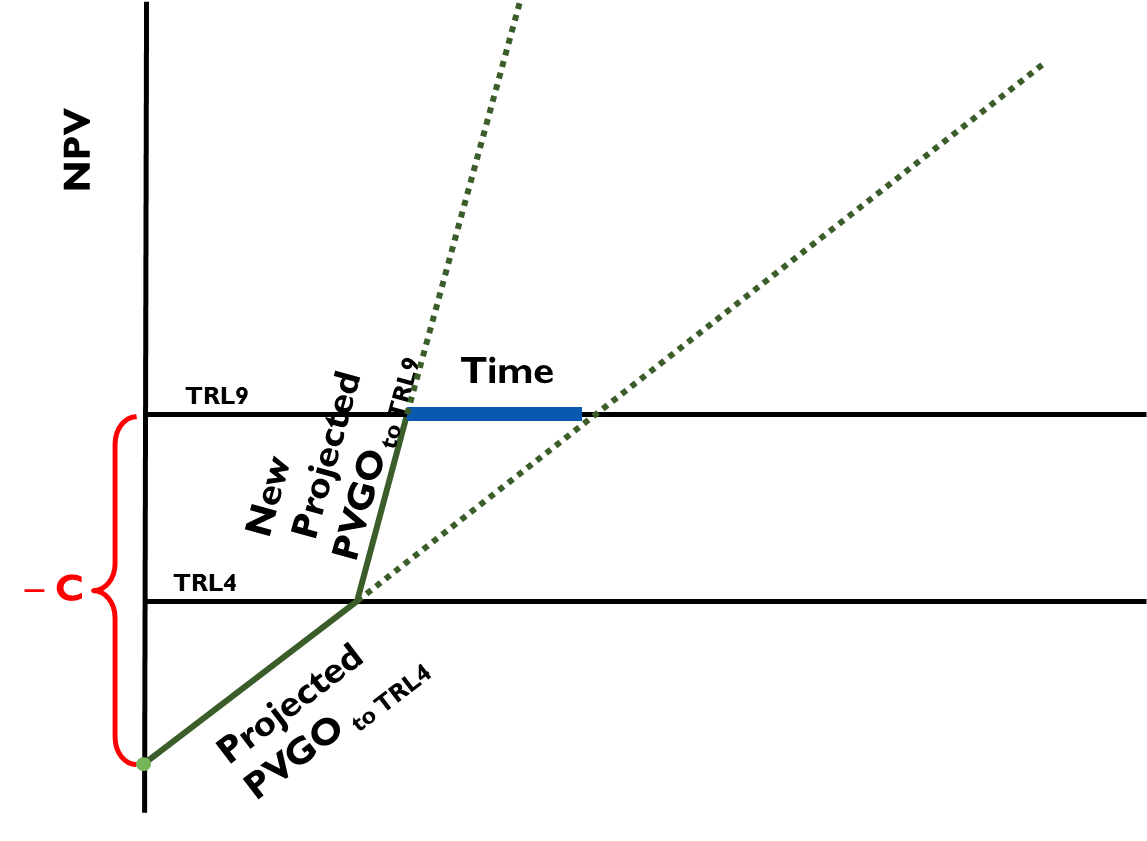 NPV
TRL9
Time
New
Projected
PVGO to TRL9
TRL4
– C
Projected
PVGO to TRL4